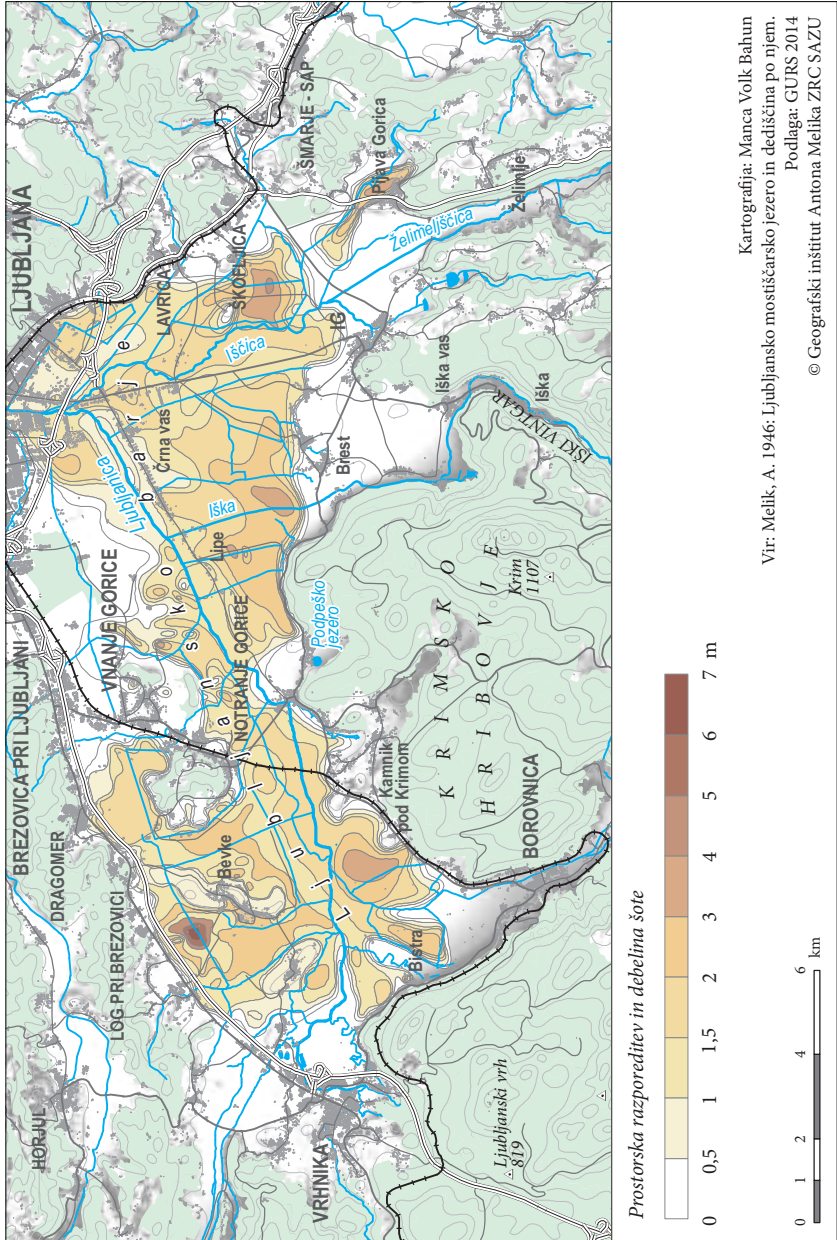 LJUBLJANA
BREZOVICA PRI LJUBLJANI
DRAGOMER
HORJUL
LOG PRI BREZOVICI
VNANJE GORICE
LAVRICA
ŠMARJE - SAP
ŠKOFLJICA
Pijava Gorica
Želimlje
Želimeljščica
VRHNIKA
Bevke
NOTRANJE GORICE
Lipe
Črna vas
Ljubljanica
Iška
Iščica
IG
Ljubljansko barje
Brest
Iška vas
Iška
IŠKI VINTGAR
Podpeško
jezero
Bistra
Kamnik
pod Krimom
BOROVNICA
KRIMSKO
HRIBOVJE
Krim
1107
Ljubljanski vrh
819
Prostorska razporeditev in debelina šote
0 0,5 1 1,5 2 3 4 5 6 7 m
0 1 2 4 6
km
Kartografija: Manca Volk Bahun
Vir: Melik, A. 1946: Ljubljansko mostiščarsko jezero in dediščina po njem.
Podlaga: GURS 2014
© Geografski inštitut Antona Melika ZRC SAZU